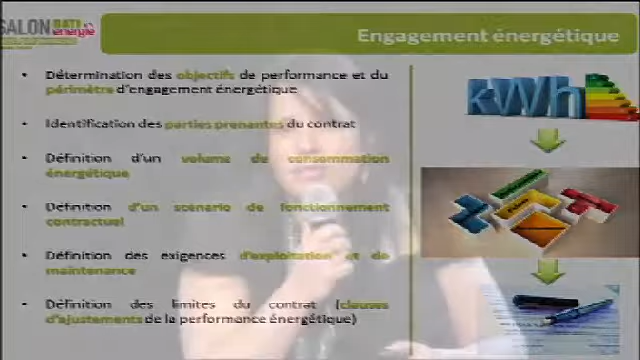 SALON BATI
énergie
Engagement énergétique
• Détermination des objectifs de performance et du
périmètre d'engagement énergétique
• Identification des parties prenantes du contrat
• Définition d'un volume de consommation
énergétique
• Définition d'un scénario de fonctionnement
contractuel
• Définition des exigences d'exploitation et de
maintenance
• Définition des limites du contrat (clauses
d'ajustements de la performance énergétique)
kWh